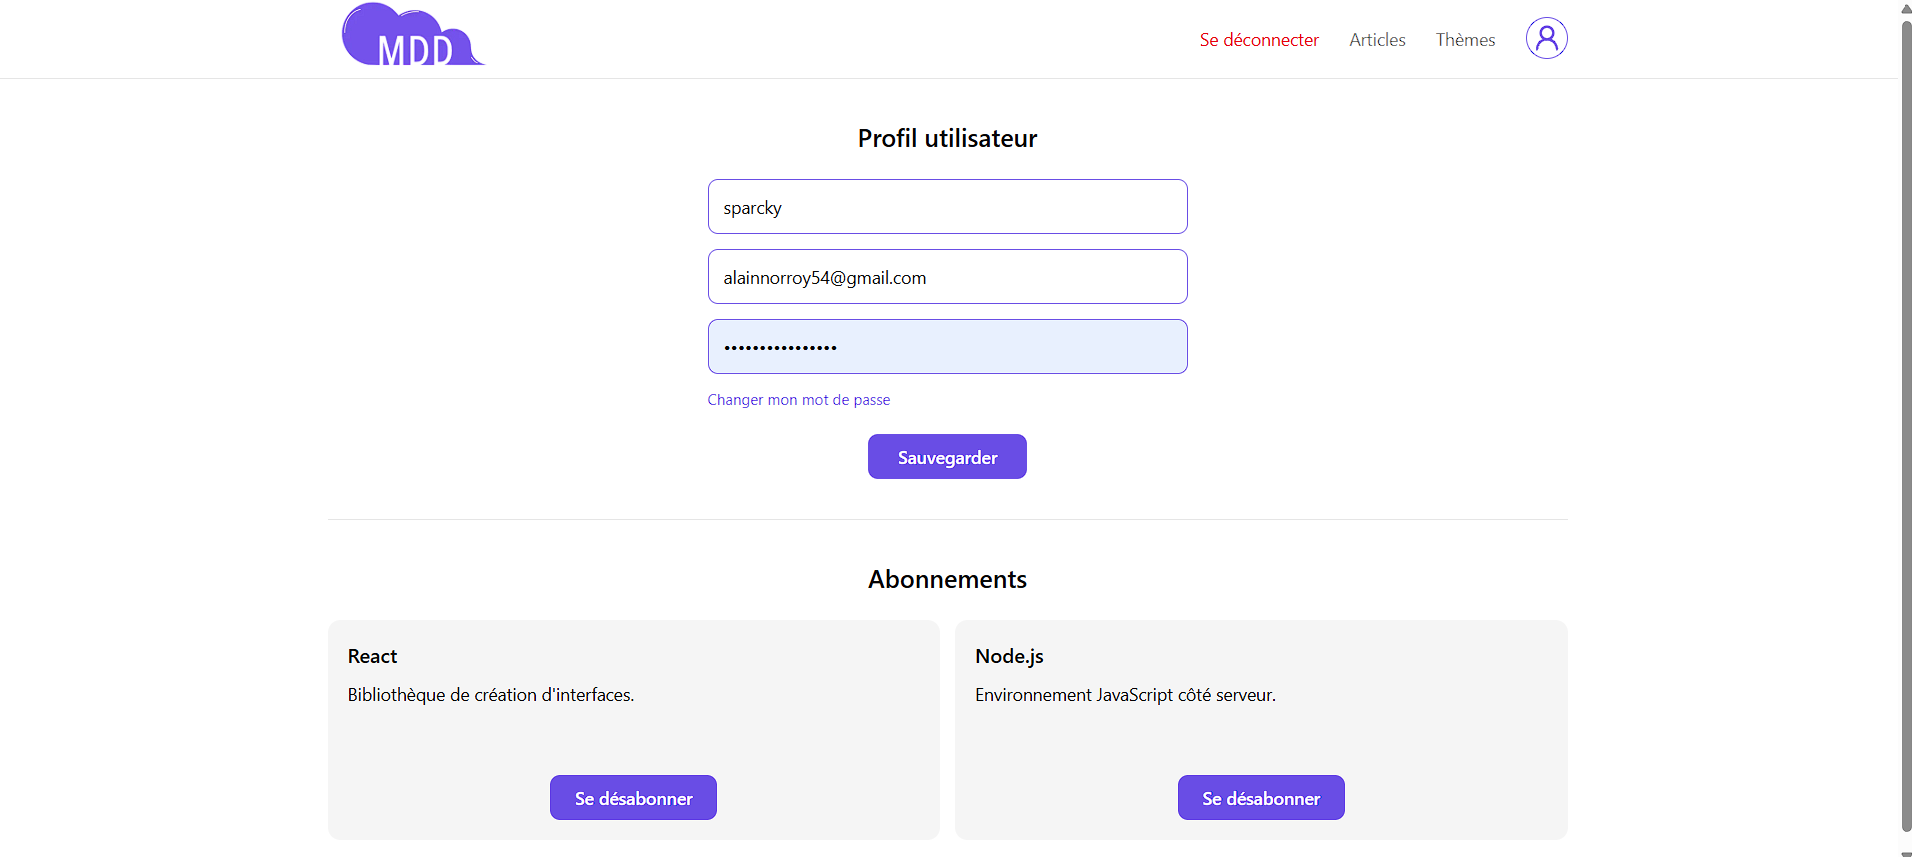 MDD
Se déconnecter Articles Thèmes
Profil utilisateur
sparcky
alainnorroy54@gmail.com
••••••••••••••••
Changer mon mot de passe
Sauvegarder
Abonnements
React
Bibliothèque de création d'interfaces.
Se désabonner
Node.js
Environnement JavaScript côté serveur.
Se désabonner